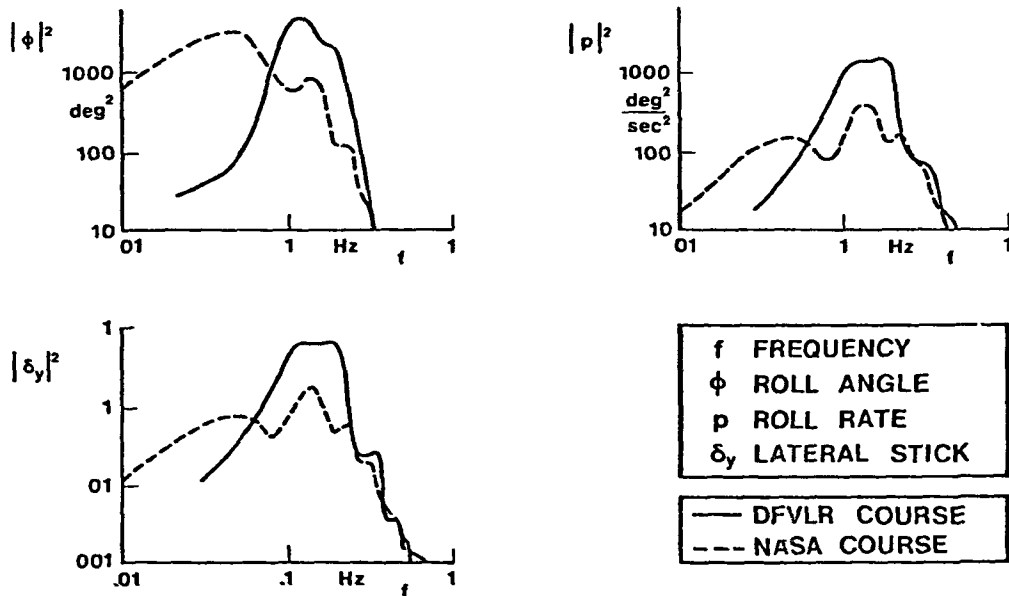 |ϕ|²
1000
deg²
100
10
01
1
Hz
f
1
|p|²
1000
deg²
sec²
100
10
01
1
Hz
f
1
|δy|²
1
1
01
001
.01
.1
Hz
f
1
f FREQUENCY
ϕ ROLL ANGLE
p ROLL RATE
δy LATERAL STICK
DFVLR COURSE
NASA COURSE